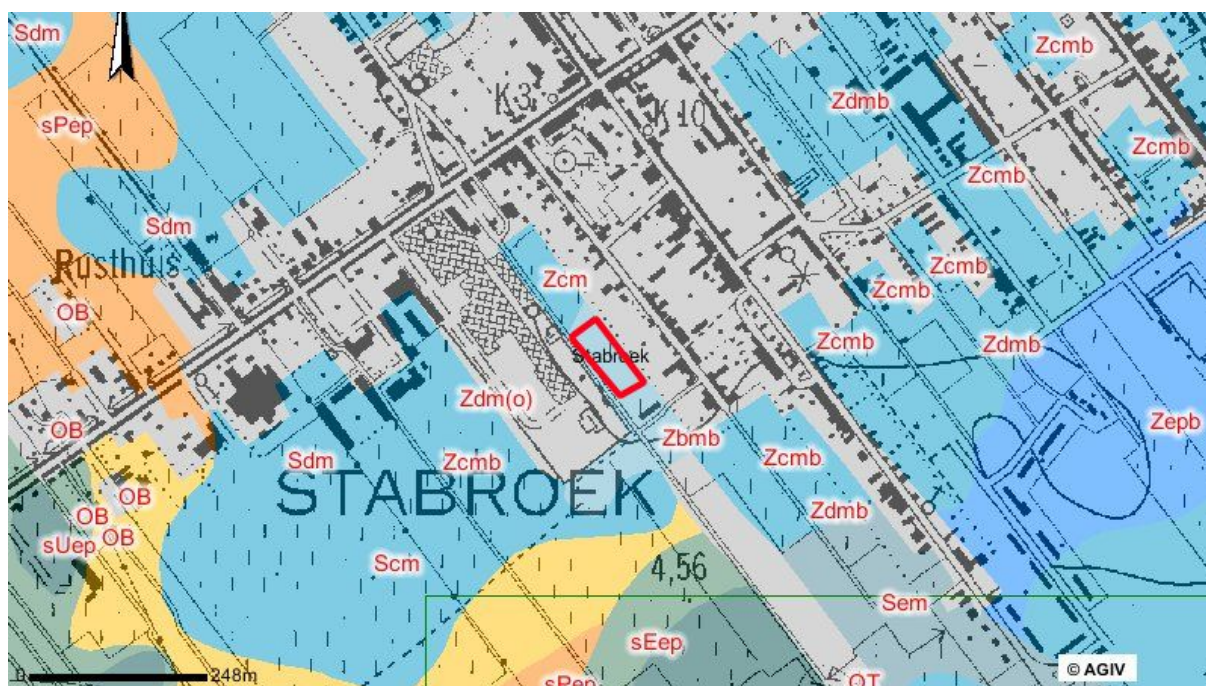 Sdm
Zcmb
K3
K10
Zdmb
sPep
Zcmb
Zcmb
Sdm
Rusthuis
Zcm
Zcmb
OB
Zcmb
Zcmb
Zdmb
Stabroek
Zdm(o)
Zepb
OB
Zbmb
Sdm
Zcmb
Zcmb
STABROEK
OB
OB
OB
Zdmb
sUep
Scm
4,56
Sem
sEep
0 248m
sPep
OT
© AGIV